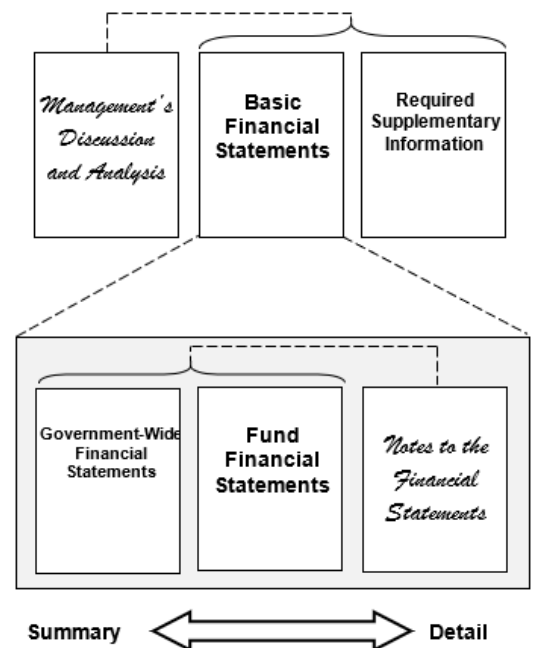 Management's
Discussion
and Analysis
Basic
Financial
Statements
Required
Supplementary
Information
Government-Wide
Financial
Statements
Fund
Financial
Statements
Notes to the
Financial
Statements
Summary
Detail